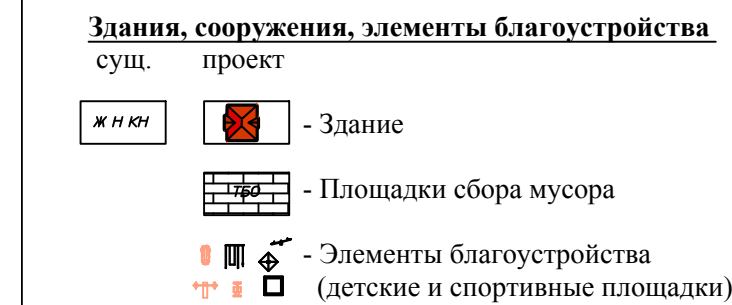 Здания, сооружения, элементы благоустройства
сущ. проект
Ж Н КН - Здание
ТБО - Площадки сбора мусора
- Элементы благоустройства
(детские и спортивные площадки)